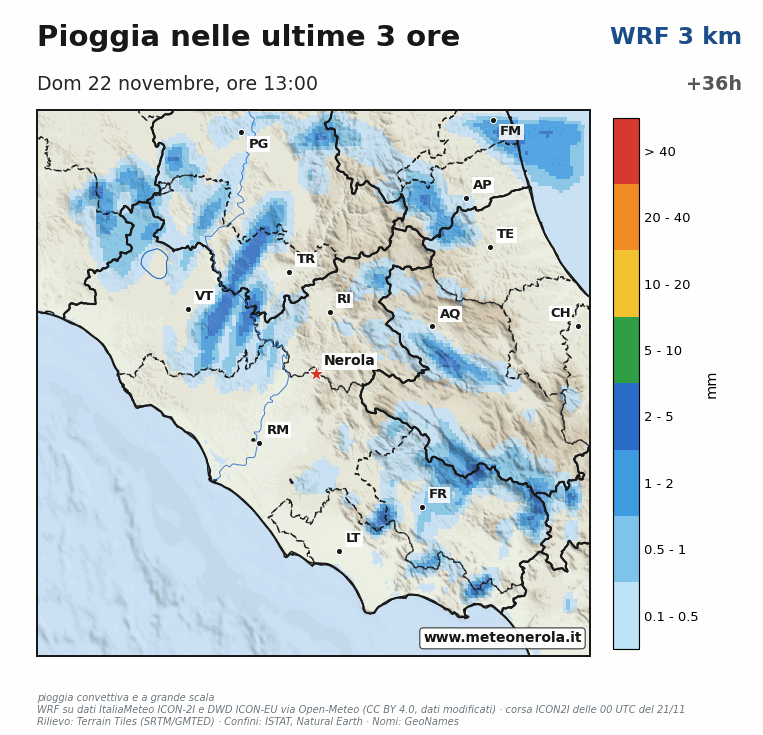 Pioggia nelle ultime 3 ore
WRF 3 km
Dom 22 novembre, ore 13:00
+36h
FM
PG
AP
TE
TR
VT
RI
AQ
CH
Nerola
RM
FR
LT
www.meteonerola.it
> 40
20 - 40
10 - 20
5 - 10
2 - 5
1 - 2
0.5 - 1
0.1 - 0.5
mm
pioggia convettiva e a grande scala
WRF su dati ItaliaMeteo ICON-2I e DWD ICON-EU via Open-Meteo (CC BY 4.0, dati modificati) · corsa ICON2I delle 00 UTC del 21/11
Rilievo: Terrain Tiles (SRTM/GMTED) · Confini: ISTAT, Natural Earth · Nomi: GeoNames